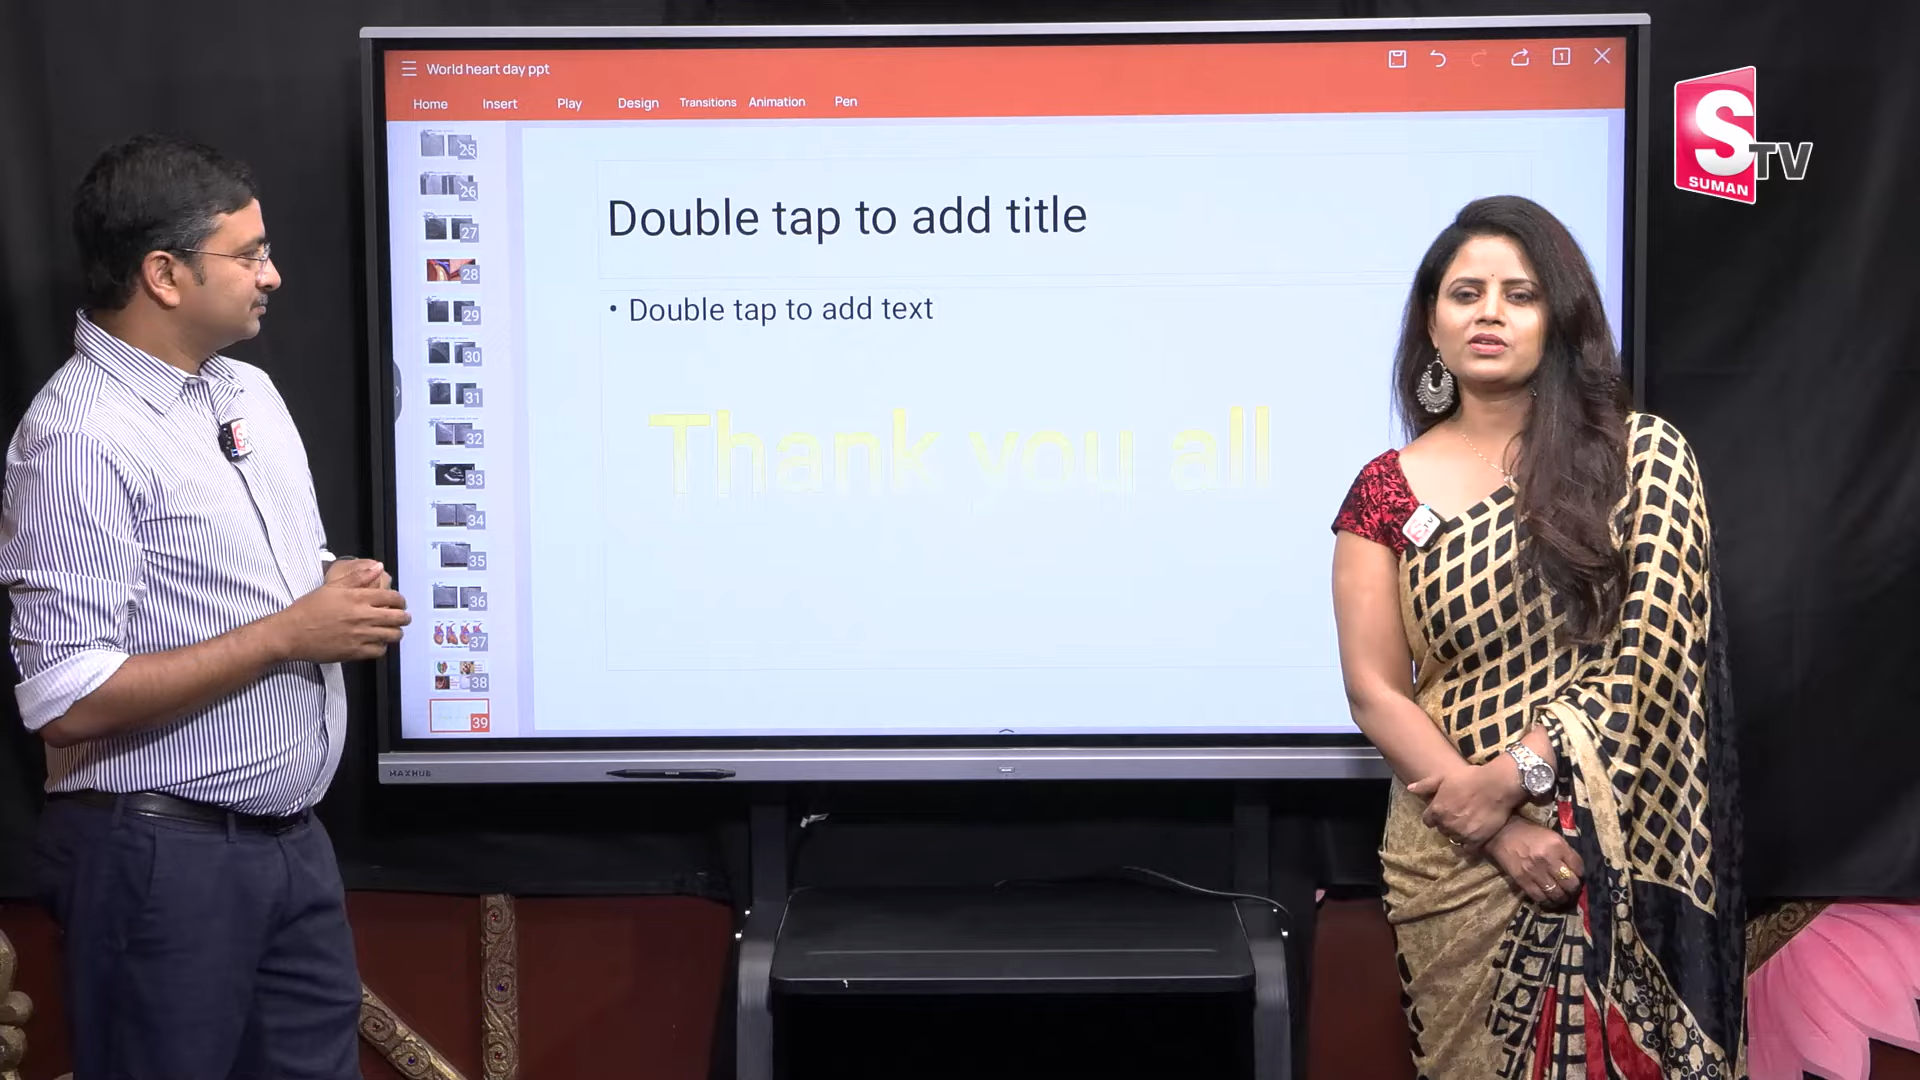 World heart day ppt
1
Home Insert Play Design Transitions Animation Pen
S
SUMAN
TV
25
26
27
28
29
30
31
32
33
34
35
36
37
38
39
Double tap to add title
• Double tap to add text
Thank you all
MAXHUB